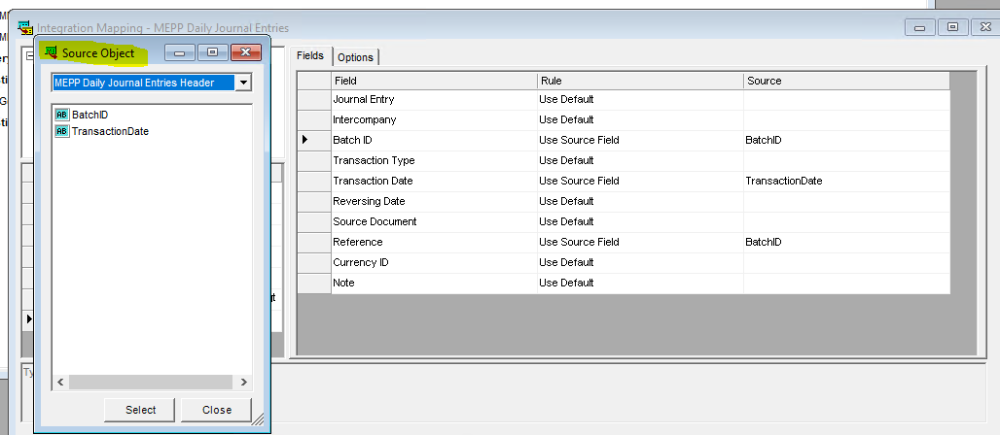 Integration Mapping - MEPP Daily Journal Entries
Source Object
MEPP Daily Journal Entries Header
AB BatchID
AB TransactionDate
Select Close
Fields Options
Field Rule Source
Journal Entry Use Default
Intercompany Use Default
Batch ID Use Source Field BatchID
Transaction Type Use Default
Transaction Date Use Source Field TransactionDate
Reversing Date Use Default
Source Document Use Default
Reference Use Source Field BatchID
Currency ID Use Default
Note Use Default